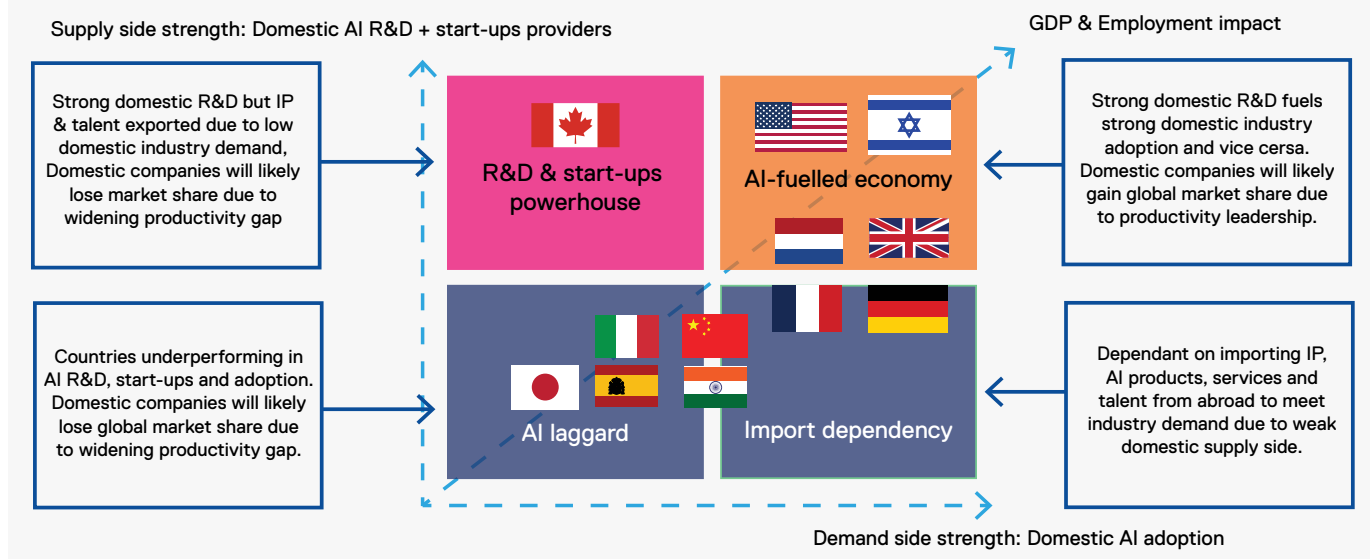 Supply side strength: Domestic AI R&D + start-ups providers
GDP & Employment impact
Strong domestic R&D but IP
& talent exported due to low
domestic industry demand,
Domestic companies will likely
lose market share due to
widening productivity gap
R&D & start-ups
powerhouse
AI-fuelled economy
Strong domestic R&D fuels
strong domestic industry
adoption and vice cersa.
Domestic companies will likely
gain global market share due
to productivity leadership.
Countries underperforming in
AI R&D, start-ups and adoption.
Domestic companies will likely
lose global market share due
to widening productivity gap.
AI laggard
Import dependency
Dependant on importing IP,
AI products, services and
talent from abroad to meet
industry demand due to weak
domestic supply side.
Demand side strength: Domestic AI adoption